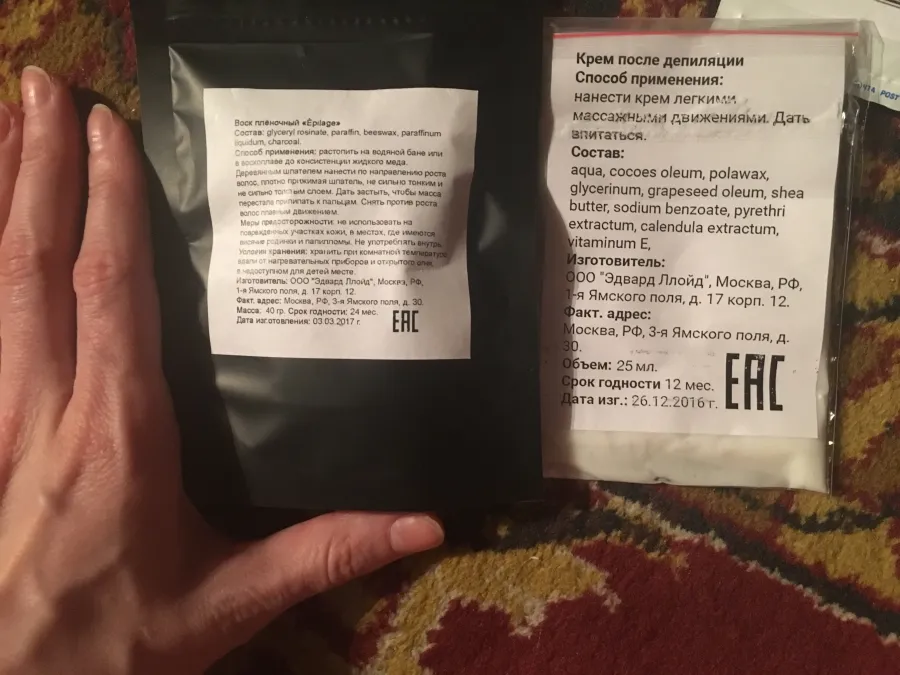 Воск плёночный «Epilage»
Состав: glyceryl rosinate, paraffin, beeswax, paraffinum
liquidum, charcoal.
Способ применения: растопить на водяной бане или
в воскоплаве до консистенции жидкого меда.
Деревянным шпателем нанести по направлению роста
волос, плотно прижимая шпатель, не сильно тонким и
не сильно толстым слоем. Дать застыть, чтобы масса
перестала прилипать к пальцам. Снять против роста
волос плавным движением.
Меры предосторожности: не использовать на
повреждённых участках кожи, в местах, где имеются
висячие родинки и папилломы. Не употреблять внутрь.
Условия хранения: хранить при комнатной температуре
вдали от нагревательных приборов и открытого огня,
в недоступном для детей месте.
Изготовитель: ООО "Эдвард Ллойд", Москва, РФ,
1-я Ямского поля, д. 17 корп. 12.
Факт. адрес: Москва, РФ, 3-я Ямского поля, д. 30.
Масса: 40 гр. Срок годности: 24 мес.
Дата изготовления: 03.03.2017 г.
EAC
Крем после депиляции
Способ применения:
нанести крем легкими
массажными движениями. Дать
впитаться.
Состав:
aqua, cocoes oleum, polawax,
glycerinum, grapeseed oleum, shea
butter, sodium benzoate, pyrethri
extractum, calendula extractum,
vitaminum E,
Изготовитель:
ООО "Эдвард Ллойд", Москва, РФ,
1-я Ямского поля, д. 17 корп. 12.
Факт. адрес:
Москва, РФ, 3-я Ямского поля, д.
30.
Объем: 25 мл.
Срок годности 12 мес.
Дата изг.: 26.12.2016 г.
EAC
POST